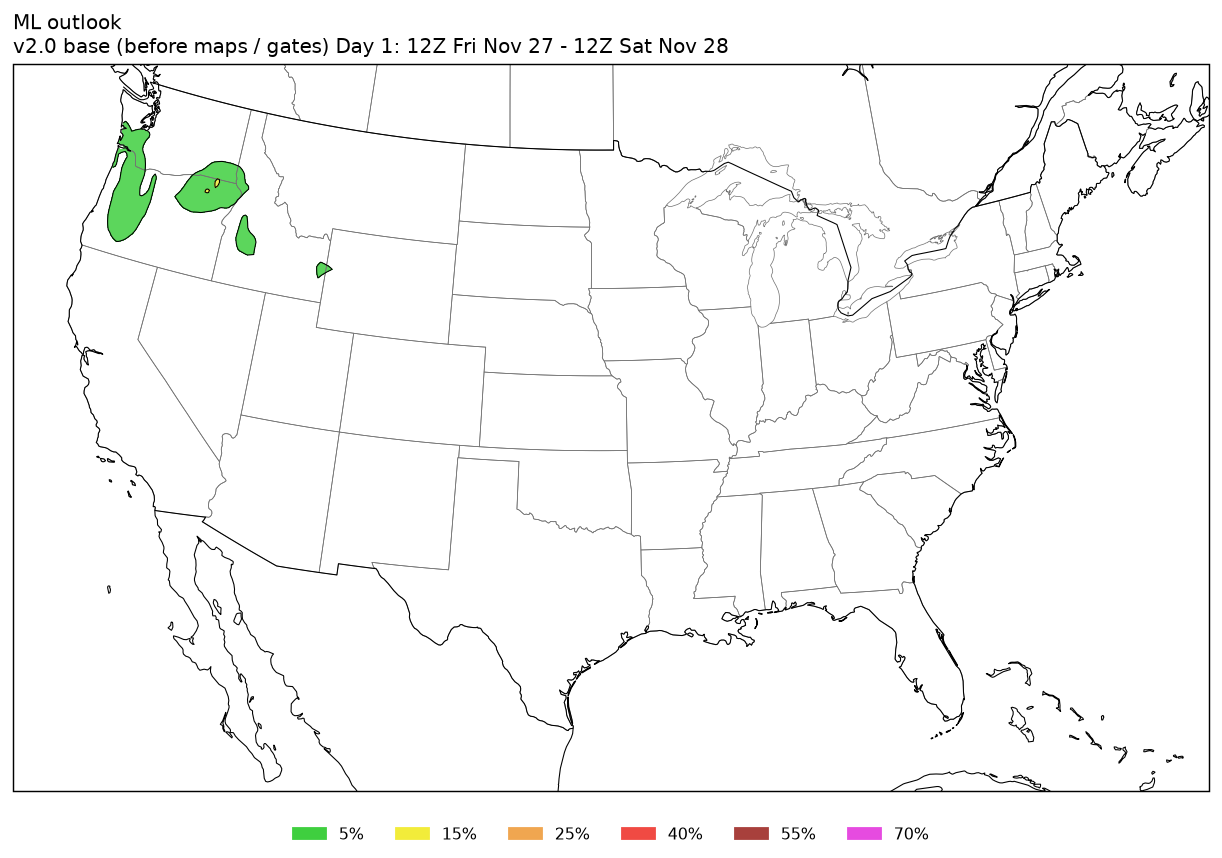 ML outlook
v2.0 base (before maps / gates) Day 1: 12Z Fri Nov 27 - 12Z Sat Nov 28
5% 15% 25% 40% 55% 70%